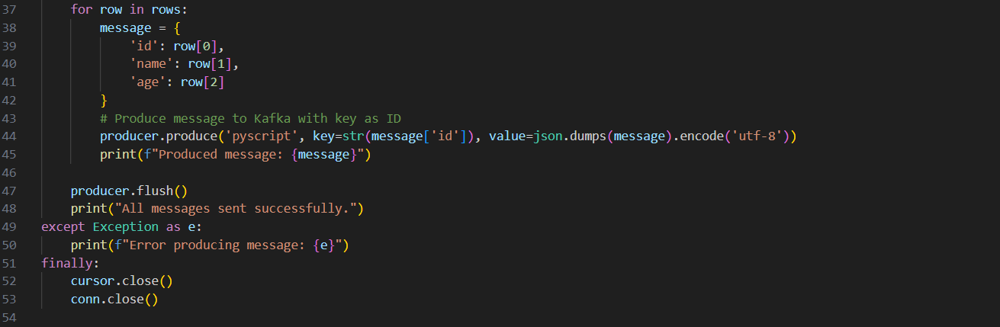 37 for row in rows:
38 message = {
39 'id': row[0],
40 'name': row[1],
41 'age': row[2]
42 }
43 # Produce message to Kafka with key as ID
44 producer.produce('pyscript', key=str(message['id']), value=json.dumps(message).encode('utf-8'))
45 print(f"Produced message: {message}")
46
47 producer.flush()
48 print("All messages sent successfully.")
49 except Exception as e:
50 print(f"Error producing message: {e}")
51 finally:
52 cursor.close()
53 conn.close()
54